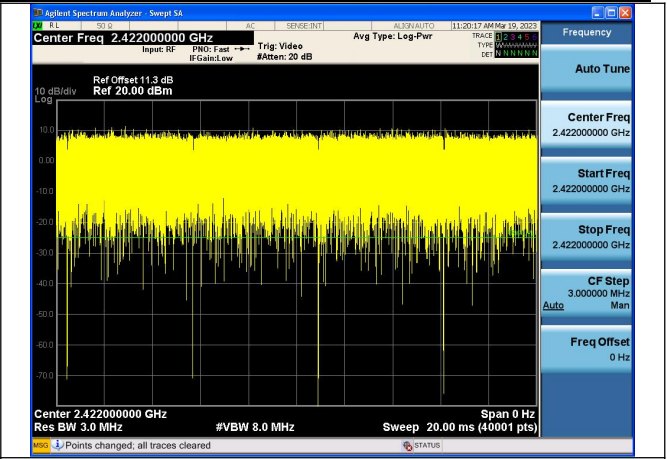 Agilent Spectrum Analyzer - Swept SA
RL 50 Ω AC SENSE:INT ALIGN AUTO 11:20:17 AM Mar 19, 2023
Center Freq 2.422000000 GHz
Avg Type: Log-Pwr
TRACE 1 2 3 4 5 6
TYPE
Input: RF PNO: Fast Trig: Video
DET N N N N N N
IFGain:Low #Atten: 20 dB
Ref Offset 11.3 dB
10 dB/div Ref 20.00 dBm
Log
10.0
0.00
-10.0
-20.0
-30.0
-40.0
-50.0
-60.0
-70.0
Center 2.422000000 GHz Span 0 Hz
Res BW 3.0 MHz #VBW 8.0 MHz Sweep 20.00 ms (40001 pts)
MSG Points changed; all traces cleared STATUS
Frequency
Auto Tune
Center Freq
2.422000000 GHz
Start Freq
2.422000000 GHz
Stop Freq
2.422000000 GHz
CF Step
3.000000 MHz
Auto Man
Freq Offset
0 Hz